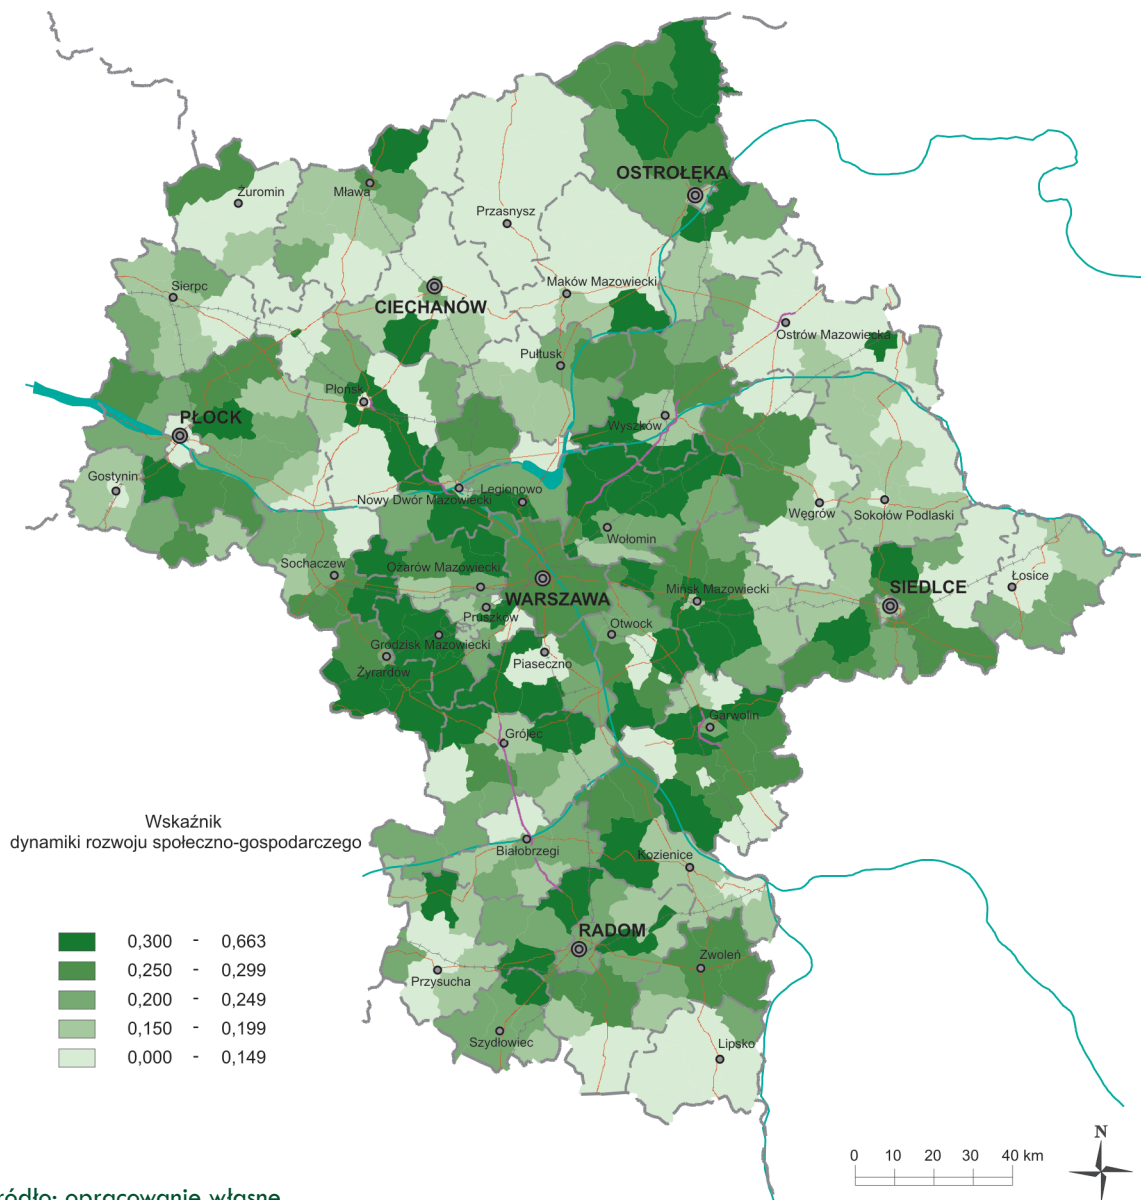 OSTROŁĘKA
Żuromin
Mława
Przasnysz
Sierpc
Maków Mazowiecki
CIECHANÓW
Ostrów Mazowiecka
Pułtusk
Płońsk
PŁOCK
Wyszków
Gostynin
Nowy Dwór Mazowiecki
Legionowo
Węgrów
Sokołów Podlaski
Wołomin
Sochaczew
Ożarów Mazowiecki
WARSZAWA
Mińsk Mazowiecki
SIEDLCE
Łosice
Pruszków
Otwock
Grodzisk Mazowiecki
Piaseczno
Żyrardów
Garwolin
Grójec
Wskaźnik
dynamiki rozwoju społeczno-gospodarczego
Białobrzegi
Kozienice
RADOM
0,300 - 0,663
0,250 - 0,299
0,200 - 0,249
0,150 - 0,199
0,000 - 0,149
Zwoleń
Przysucha
Szydłowiec
Lipsko
N
0 10 20 30 40 km
ródło: opracowanie własne